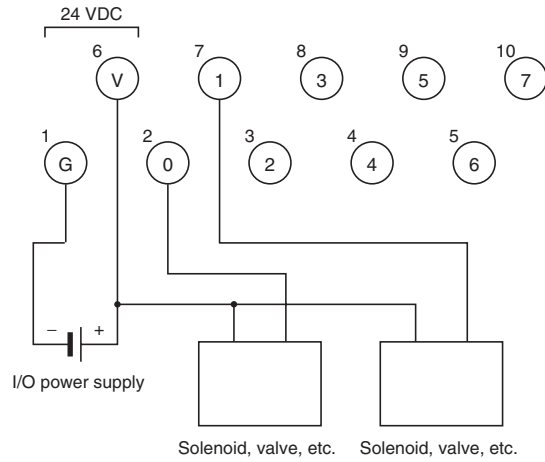 24 VDC
6 7 8 9 10
V 1 3 5 7
1 2 3 4 5
G 0 2 4 6
− +
I/O power supply
Solenoid, valve, etc. Solenoid, valve, etc.